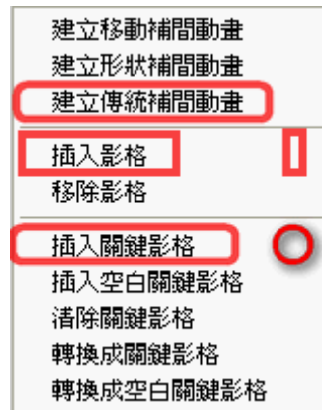 建立移動補間動畫
建立形狀補間動畫
建立傳統補間動畫
插入影格
移除影格
插入關鍵影格
插入空白關鍵影格
清除關鍵影格
轉換成關鍵影格
轉換成空白關鍵影格